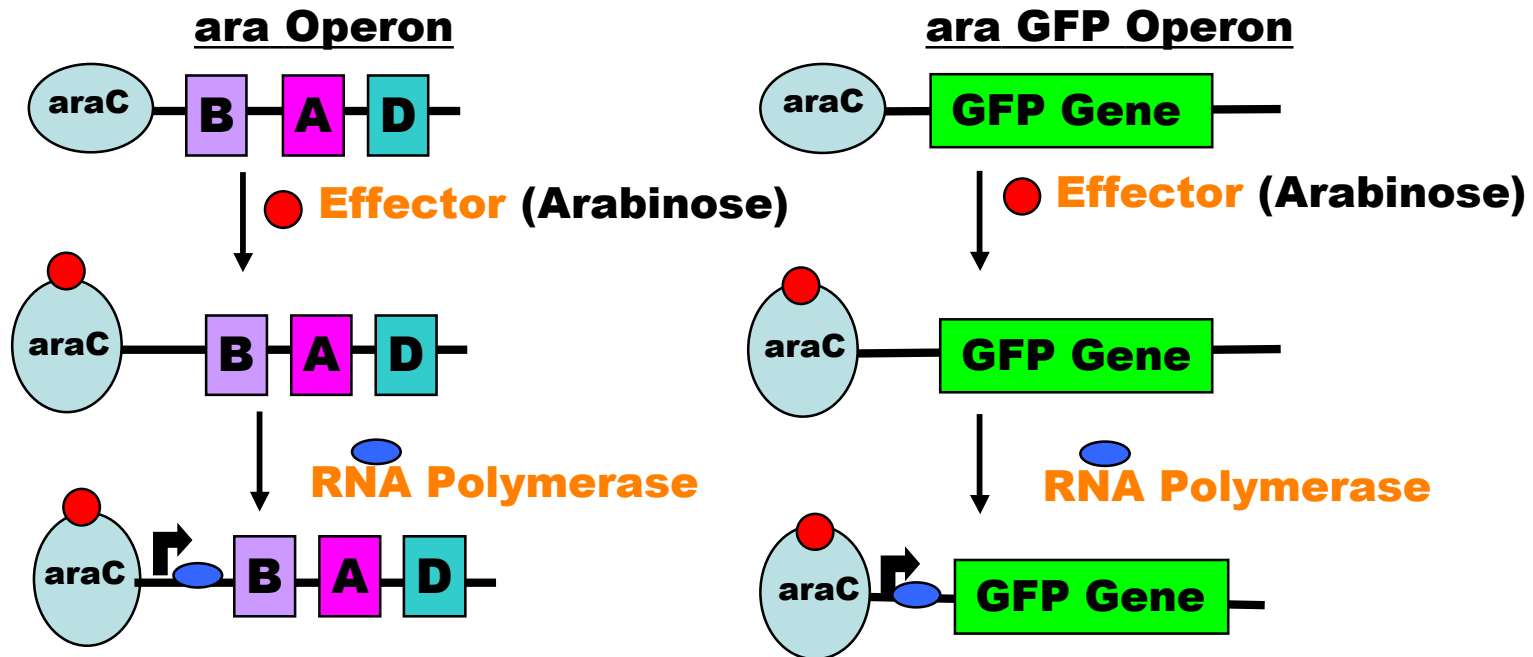 ara Operon
araC B A D
Effector (Arabinose)
araC B A D
RNA Polymerase
araC B A D
ara GFP Operon
araC GFP Gene
Effector (Arabinose)
araC GFP Gene
RNA Polymerase
araC GFP Gene